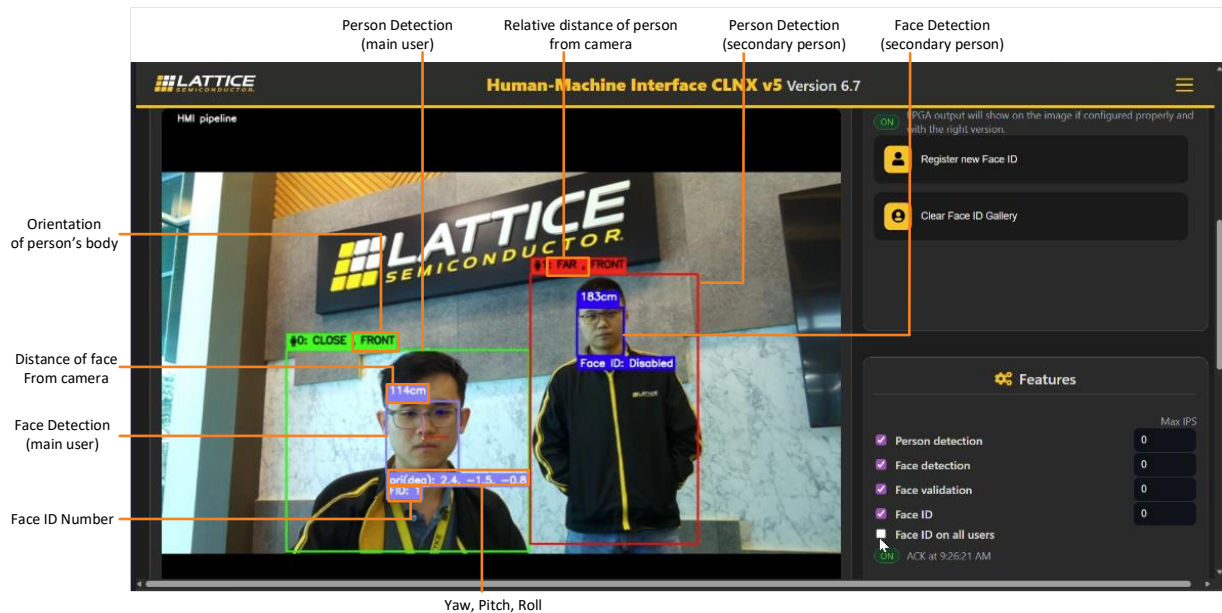 Person Detection
(main user)
Relative distance of person
from camera
Person Detection
(secondary person)
Face Detection
(secondary person)
LATTICE
SEMICONDUCTOR.
Human-Machine Interface CLNX v5 Version 6.7
HMI pipeline
ON FPGA output will show on the image if configured properly and
with the right version.
Register new Face ID
Clear Face ID Gallery
Orientation
of person's body
LATTICE
SEMICONDUCTOR.
1: FAR , FRONT
183cm
Face ID: Disabled
0: CLOSE , FRONT
Distance of face
From camera
114cm
Face Detection
(main user)
ori(deg): 2.4, -1.5, -0.8
FID: 1
Face ID Number
Yaw, Pitch, Roll
Features
Max IPS
Person detection 0
Face detection 0
Face validation 0
Face ID 0
Face ID on all users
ON ACK at 9:26:21 AM